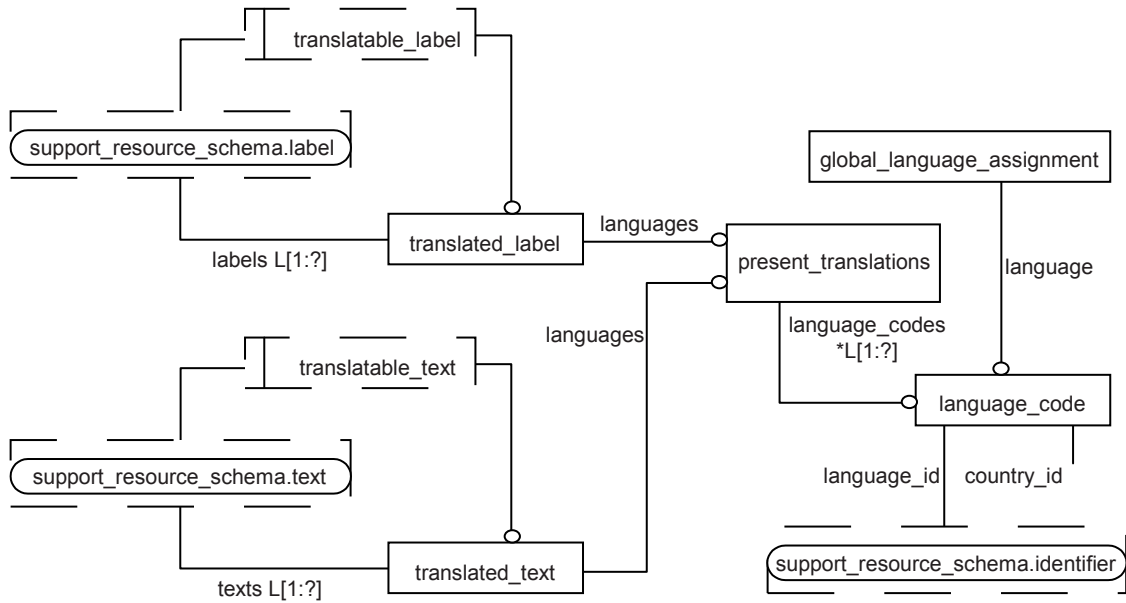 translatable_label
support_resource_schema.label
global_language_assignment
translated_label
languages
labels L[1:?]
present_translations
language
languages
language_codes
*L[1:?]
translatable_text
language_code
support_resource_schema.text
language_id
country_id
translated_text
support_resource_schema.identifier
texts L[1:?]